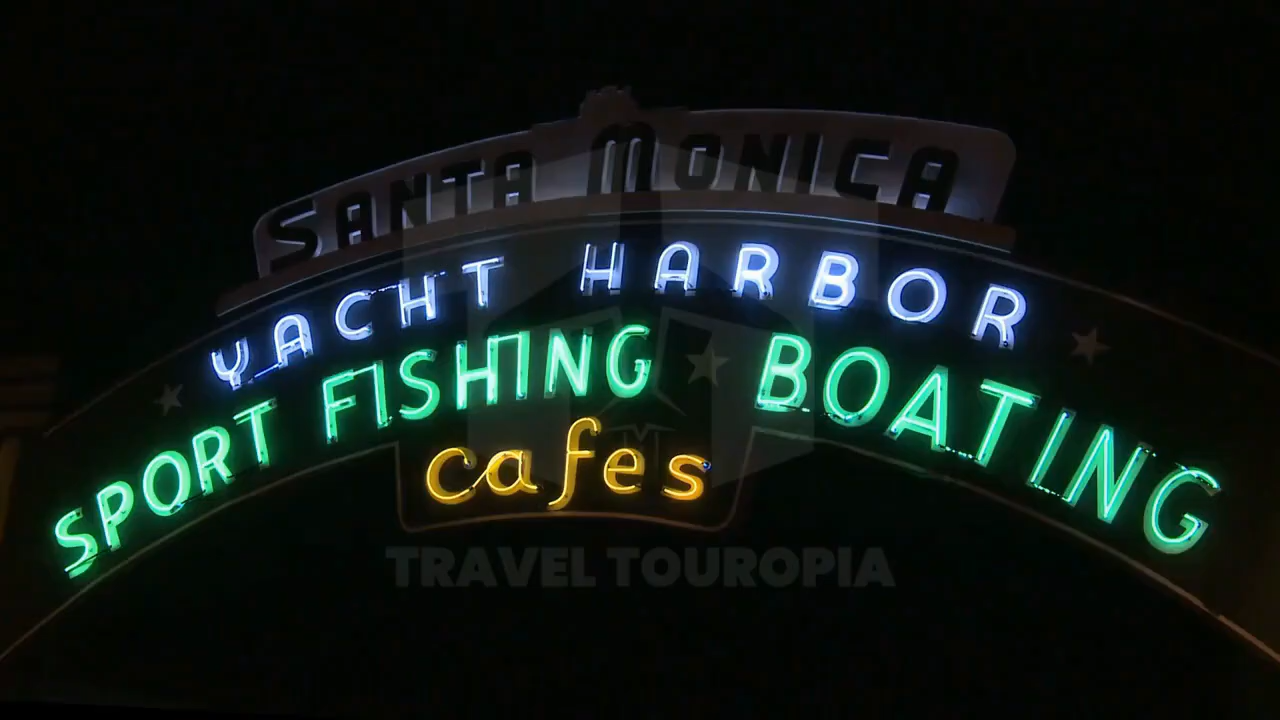 SANTA MONICA
YACHT HARBOR
SPORT FISHING BOATING
cafes
TRAVEL TOUROPIA